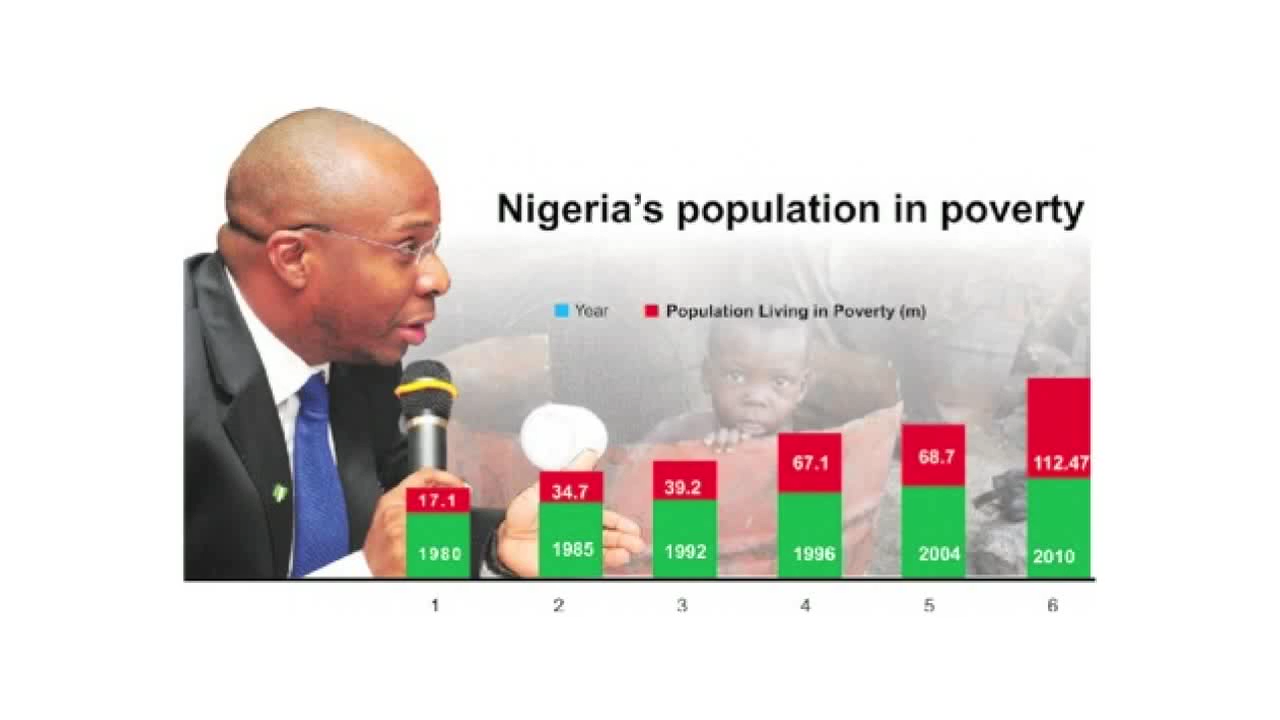 Nigeria's population in poverty
Year Population Living in Poverty (m)
17.1 34.7 39.2 67.1 68.7 112.47
1980 1985 1992 1996 2004 2010
1 2 3 4 5 6